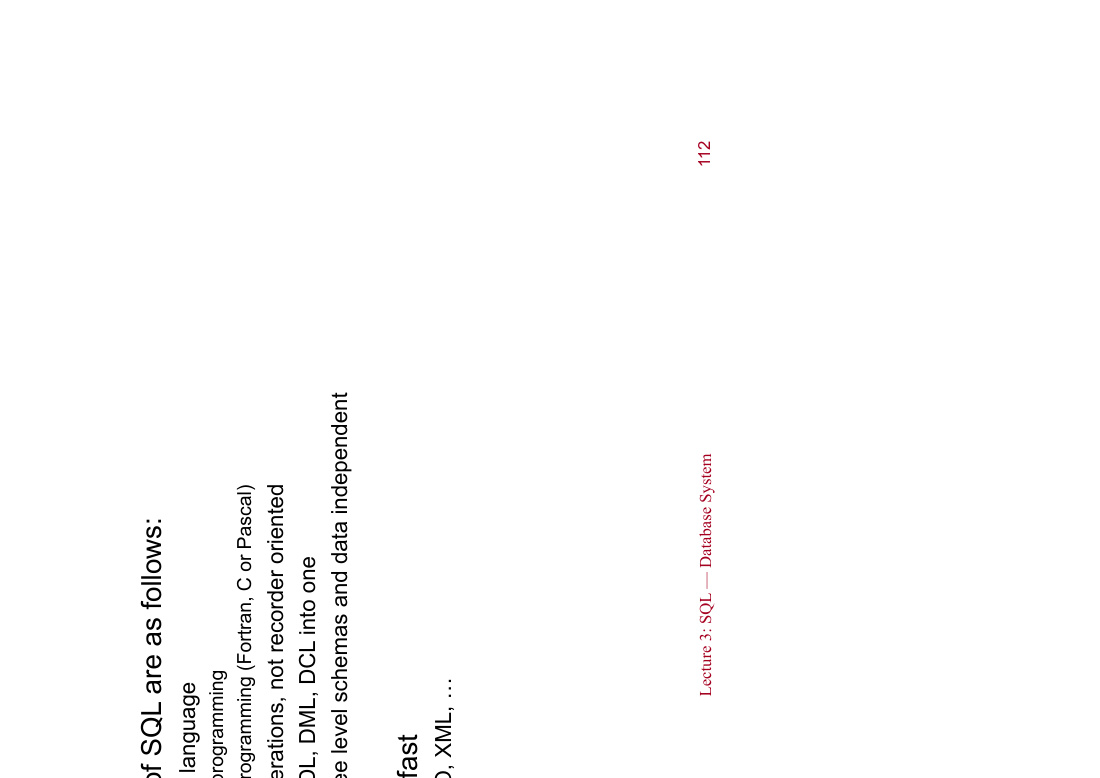 of SQL are as follows:
language
programming
rogramming (Fortran, C or Pascal)
erations, not recorder oriented
DL, DML, DCL into one
ee level schemas and data independent
fast
XML, …
Lecture 3: SQL — Database System
112